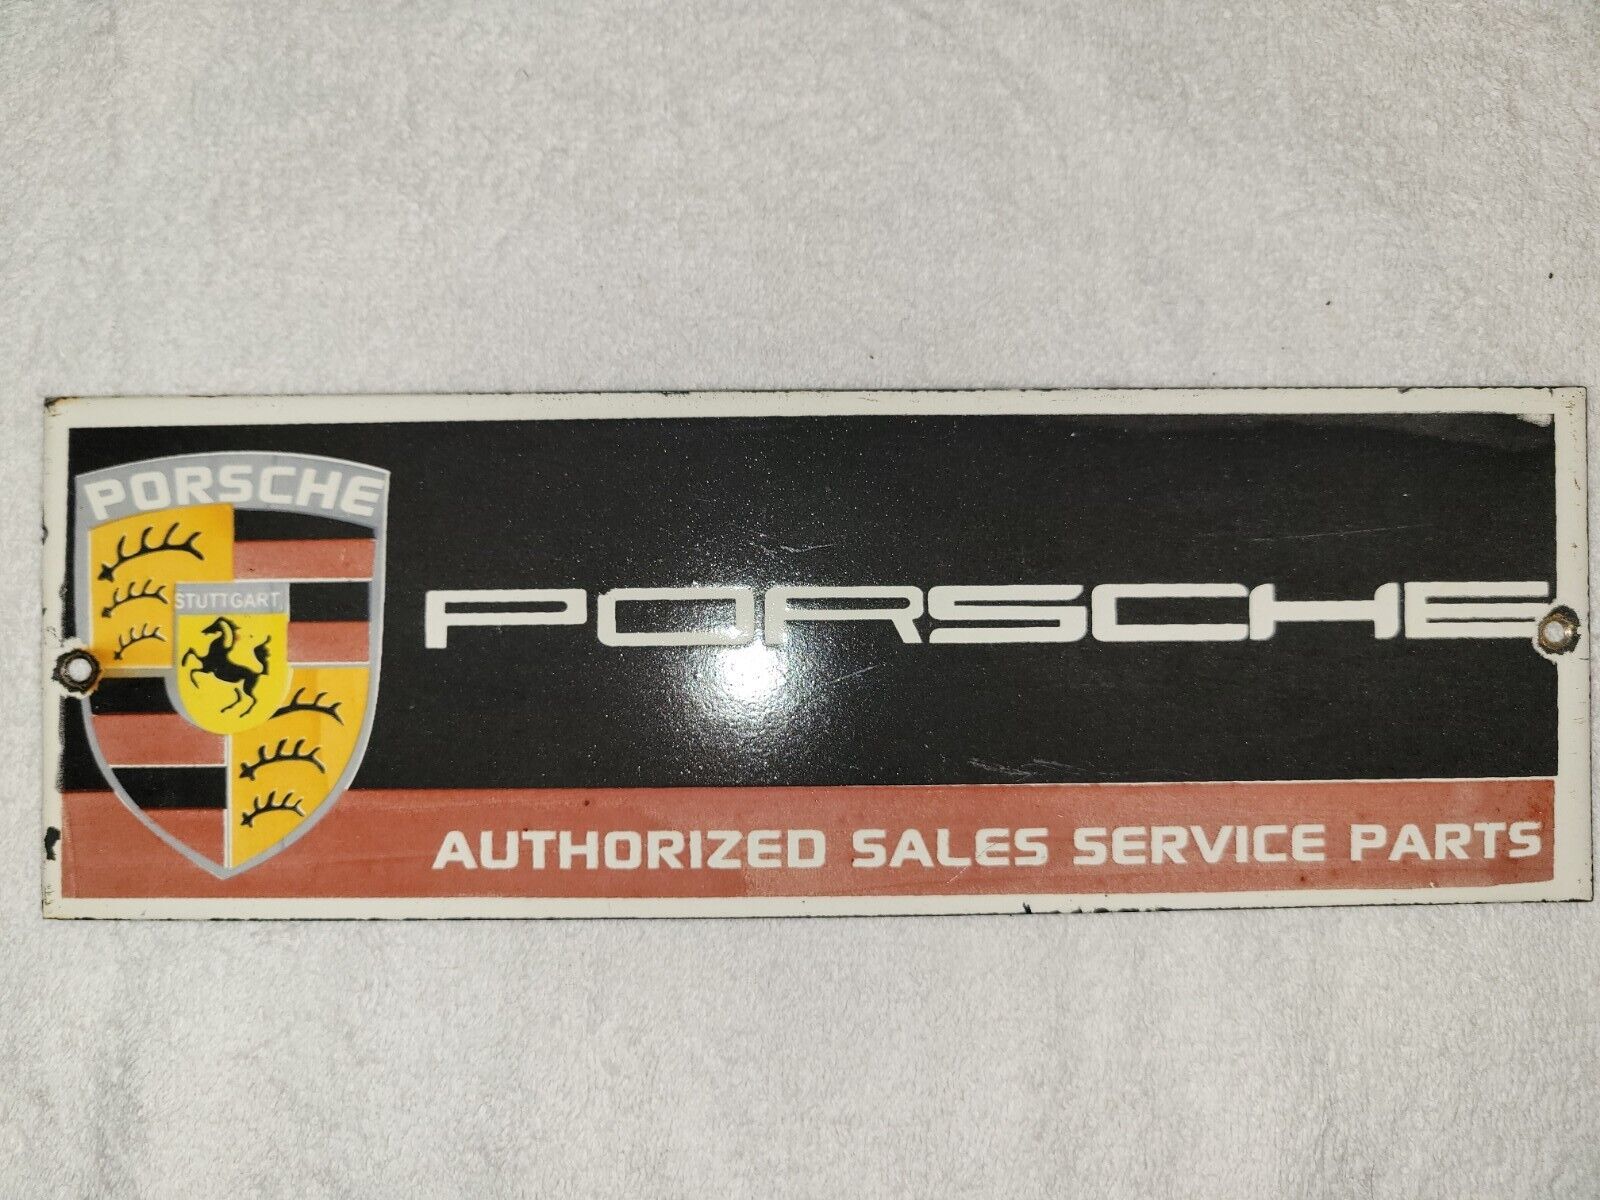 PORSCHE
STUTTGART
PORSCHE
AUTHORIZED SALES SERVICE PARTS